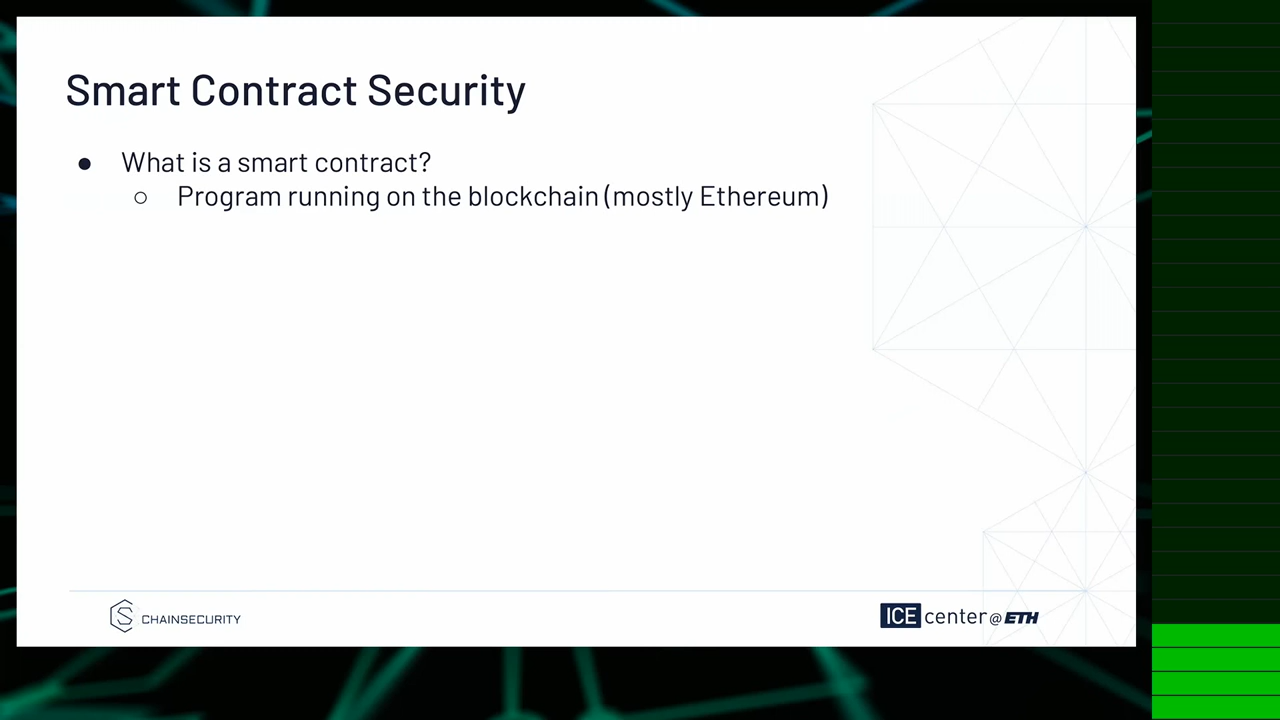 Smart Contract Security
● What is a smart contract?
○ Program running on the blockchain (mostly Ethereum)
CHAINSECURITY
ICE center @ ETH